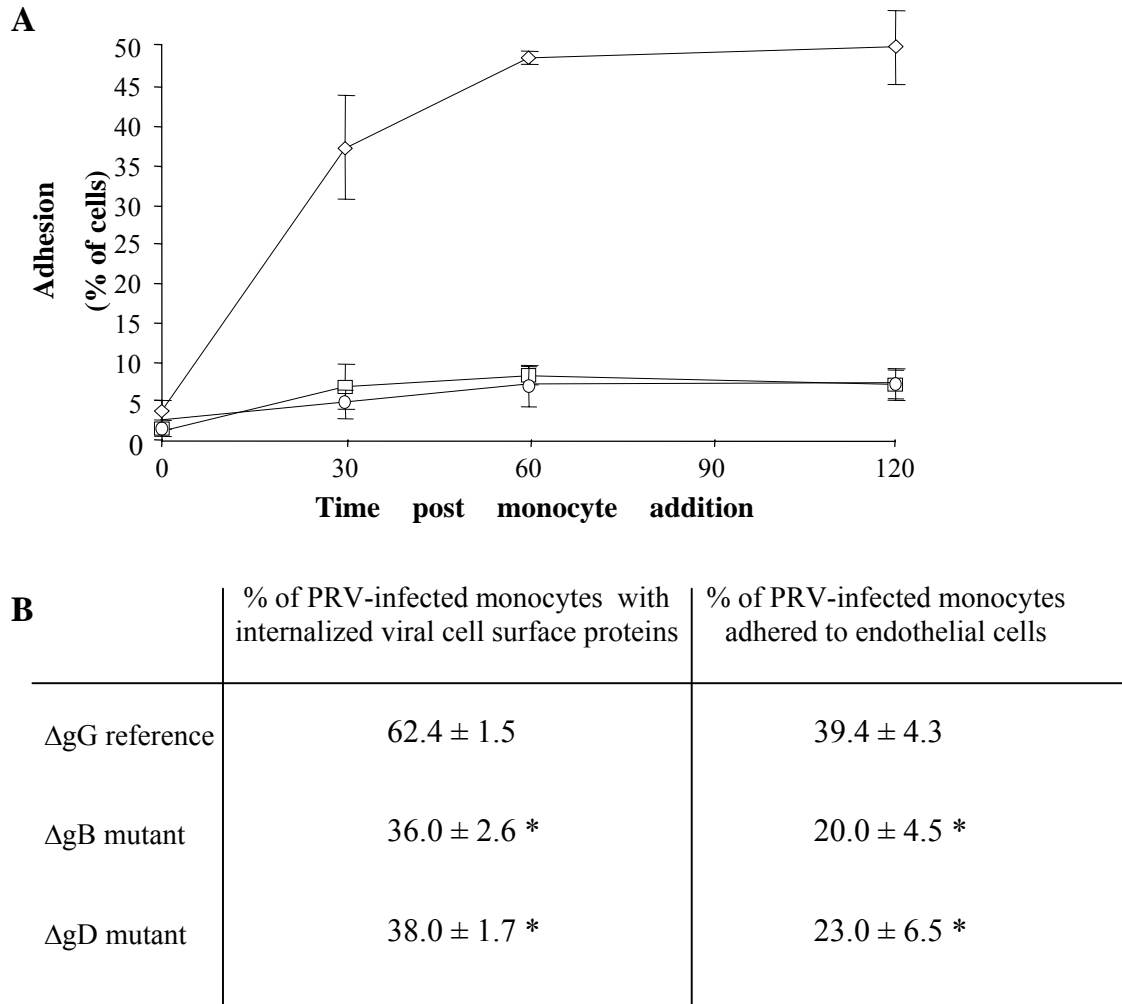 A
50
45
40
35
30
25
20
15
10
5
0
Adhesion
(% of cells)
0 30 60 90 120
Time post monocyte addition
B
% of PRV-infected monocytes with
internalized viral cell surface proteins
% of PRV-infected monocytes
adhered to endothelial cells
ΔgG reference 62.4 ± 1.5 39.4 ± 4.3
ΔgB mutant 36.0 ± 2.6 * 20.0 ± 4.5 *
ΔgD mutant 38.0 ± 1.7 * 23.0 ± 6.5 *